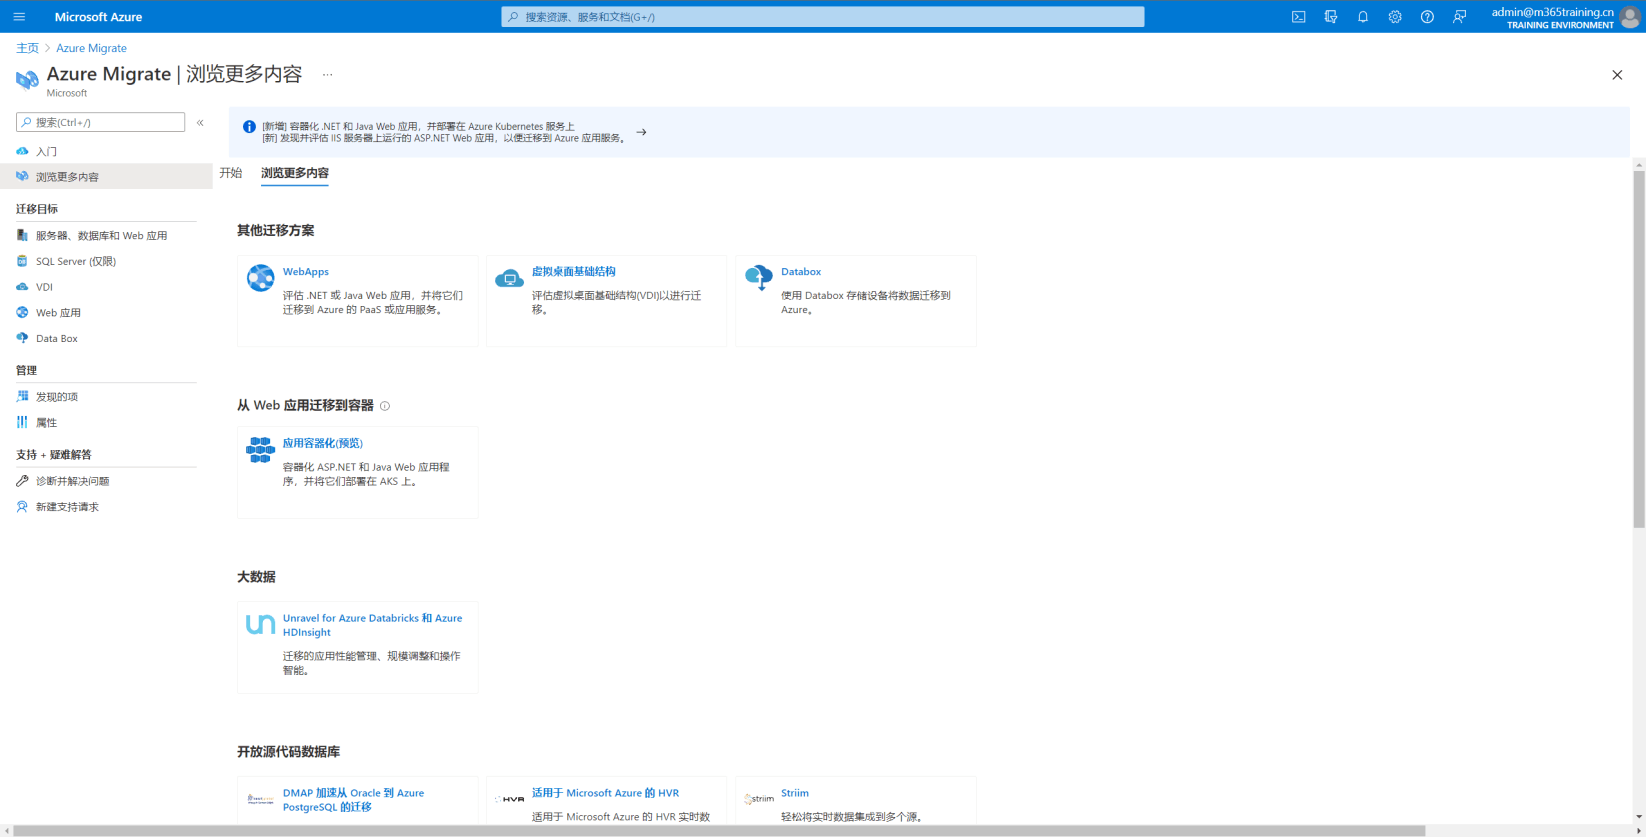 Microsoft Azure
搜索资源、服务和文档(G+/)
admin@m365training.cn
TRAINING ENVIRONMENT
主页 > Azure Migrate
Azure Migrate | 浏览更多内容 ...
Microsoft
搜索(Ctrl+/)
«
入门
浏览更多内容
迁移目标
服务器、数据库和 Web 应用
SQL Server (仅限)
VDI
Web 应用
Data Box
管理
发现的项
属性
支持 + 疑难解答
诊断并解决问题
新建支持请求
[新增] 容器化 .NET 和 Java Web 应用，并部署在 Azure Kubernetes 服务上
[新] 发现并评估 IIS 服务器上运行的 ASP.NET Web 应用，以便迁移到 Azure 应用服务。
开始 浏览更多内容
其他迁移方案
WebApps
评估 .NET 或 Java Web 应用，并将它们
迁移到 Azure 的 PaaS 或应用服务。
虚拟桌面基础结构
评估虚拟桌面基础结构(VDI)以进行迁
移。
Databox
使用 Databox 存储设备将数据迁移到
Azure。
从 Web 应用迁移到容器
应用容器化(预览)
容器化 ASP.NET 和 Java Web 应用程
序，并将它们部署在 AKS 上。
大数据
un
Unravel for Azure Databricks 和 Azure
HDInsight
迁移的应用性能管理、规模调整和操作
智能。
开放源代码数据库
DMAP 加速从 Oracle 到 Azure
PostgreSQL 的迁移
HVR
适用于 Microsoft Azure 的 HVR
适用于 Microsoft Azure 的 HVR 实时数
striim
Striim
轻松将实时数据集成到多个源。